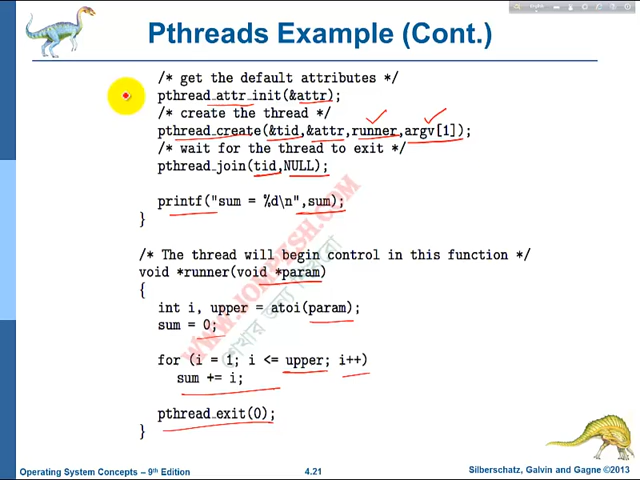 Pthreads Example (Cont.)
/* get the default attributes */
pthread_attr_init(&attr);
/* create the thread */
pthread_create(&tid,&attr,runner,argv[1]);
/* wait for the thread to exit */
pthread_join(tid,NULL);
printf("sum = %d\n",sum);
}
/* The thread will begin control in this function */
void *runner(void *param)
{
int i, upper = atoi(param);
sum = 0;
for (i = 1; i <= upper; i++)
sum += i;
pthread_exit(0);
}
WWW.JOMPESH.COM
Operating System Concepts – 9th Edition
4.21
Silberschatz, Galvin and Gagne ©2013